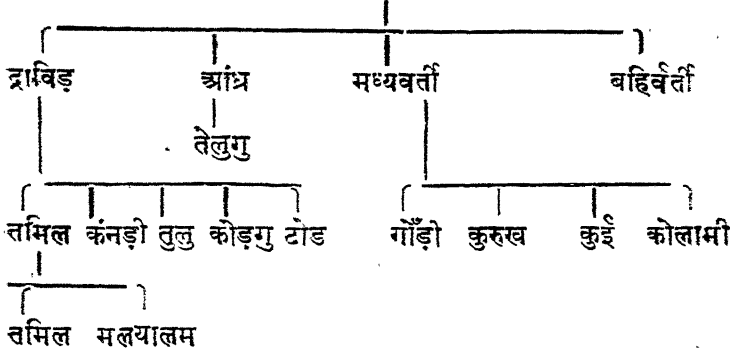 द्राविड़ आंध्र मध्यवर्ती बहिर्वर्ती
तेलुगु
तमिल कंनड़ी तुलु कोड़गु टोड गोँड़ी कुरुख कुई कोलामी
तमिल मलयालम